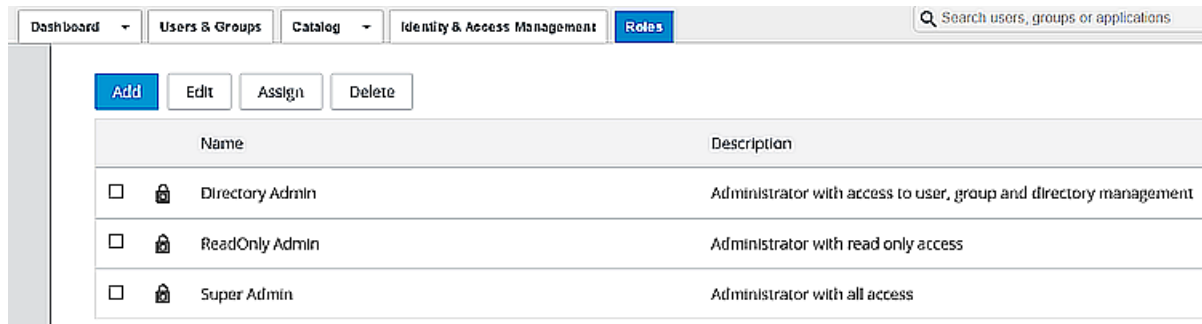 Dashboard Users & Groups Catalog Identity & Access Management Roles Search users, groups or applications
Add Edit Assign Delete
Name Description
Directory Admin Administrator with access to user, group and directory management
ReadOnly Admin Administrator with read only access
Super Admin Administrator with all access